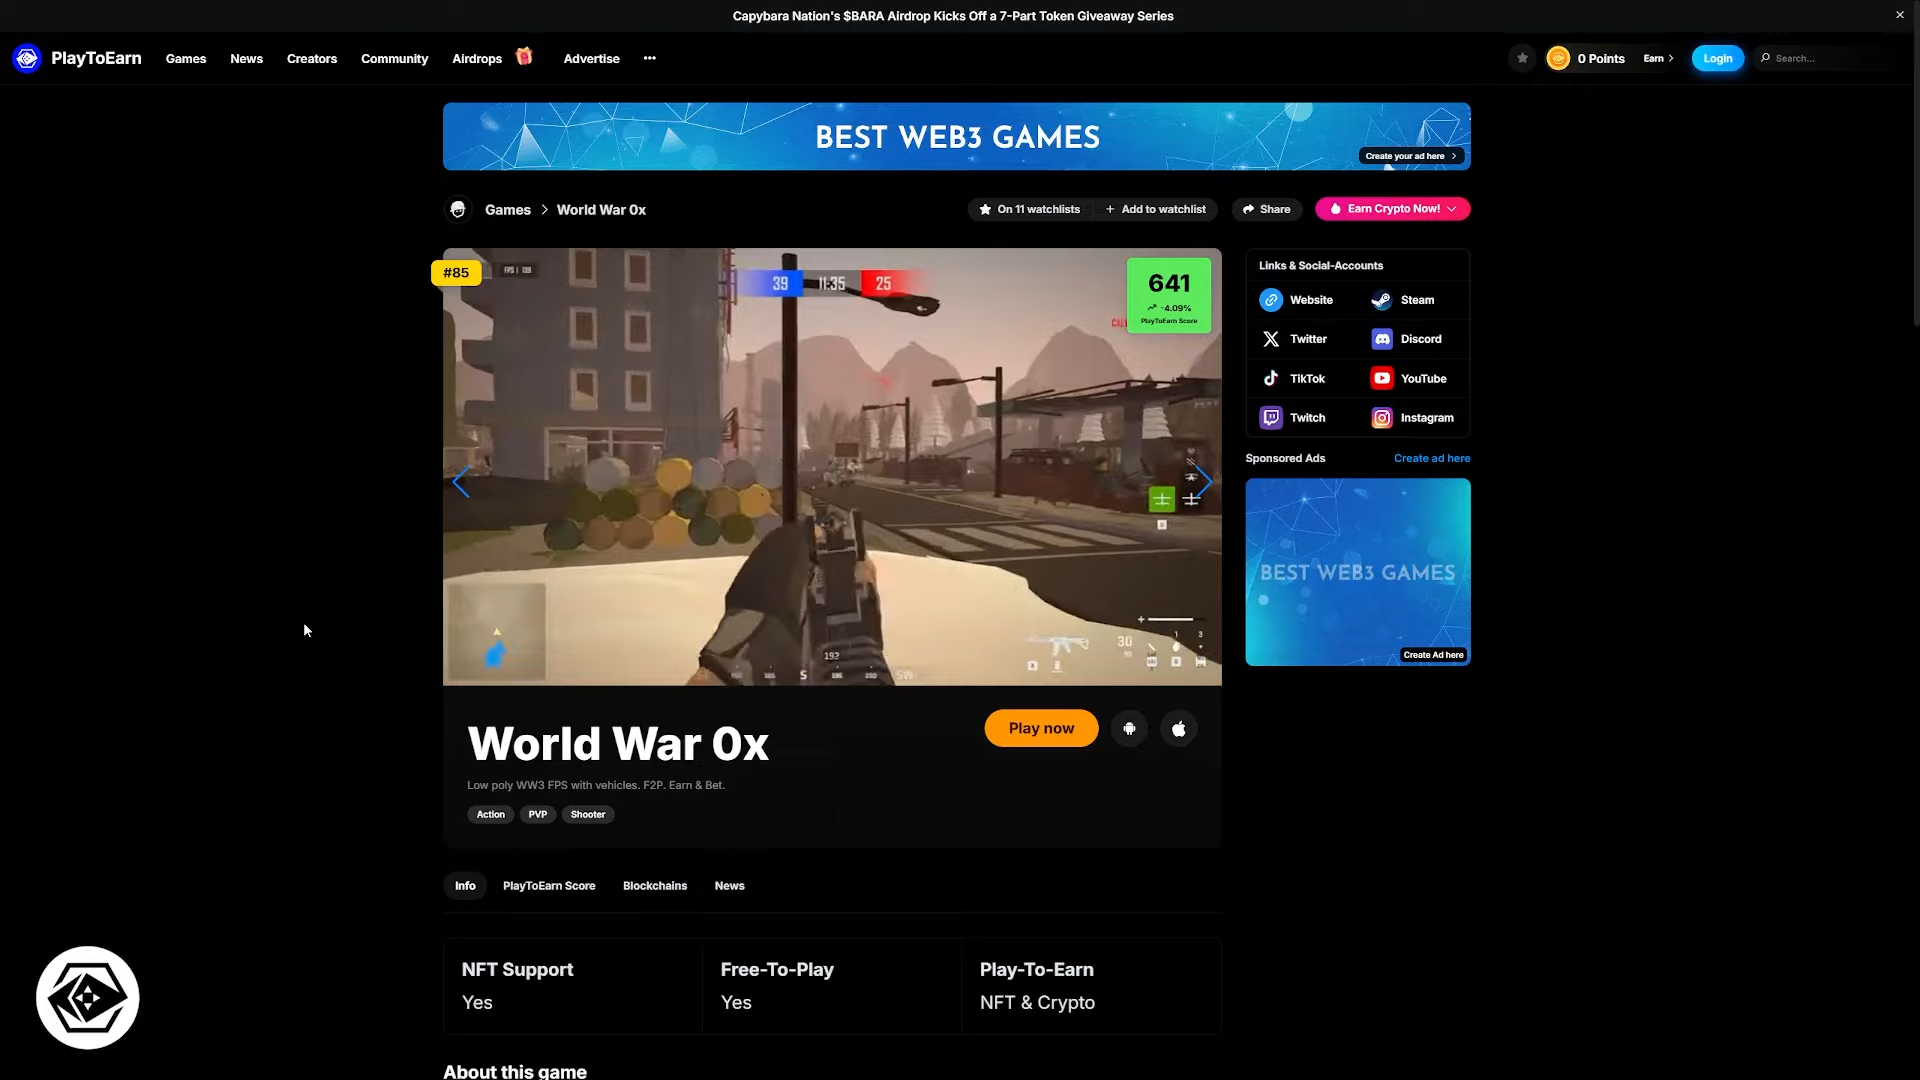 Capybara Nation's $BARA Airdrop Kicks Off a 7-Part Token Giveaway Series
PlayToEarn Games News Creators Community Airdrops Advertise
0 Points Earn Login Search...
BEST WEB3 GAMES
Create your ad here
Games World War 0x
On 11 watchlists + Add to watchlist Share Earn Crypto Now!
#85
39 11:35 25
641
-4.09%
PlayToEarn Score
Links & Social-Accounts
Website Steam
Twitter Discord
TikTok YouTube
Twitch Instagram
Sponsored Ads Create ad here
BEST WEB3 GAMES
Create Ad here
30
193
S
Play now
World War 0x
Low poly WW3 FPS with vehicles. F2P. Earn & Bet.
Action PVP Shooter
Info PlayToEarn Score Blockchains News
NFT Support Free-To-Play Play-To-Earn
Yes Yes NFT & Crypto
About this game